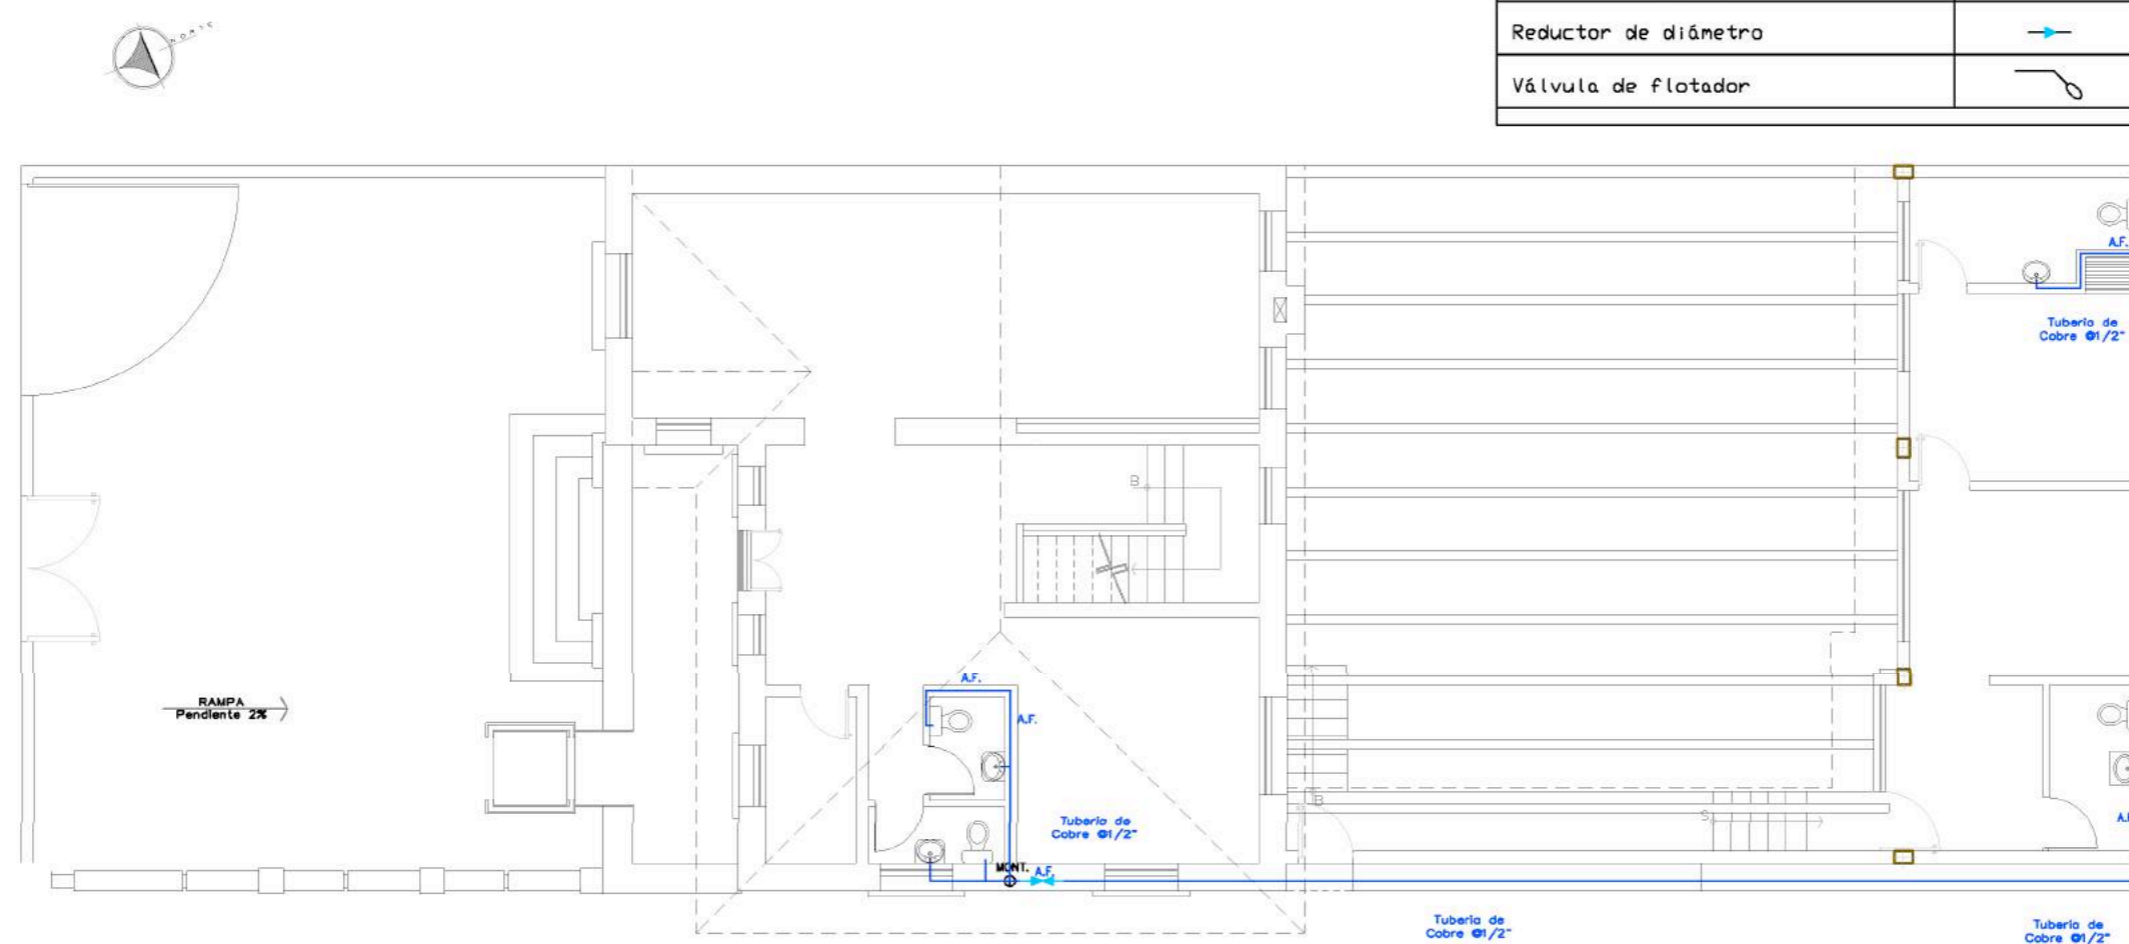 NORTE
Reductor de diámetro
Válvula de flotador
A.F.
Tuberia de
Cobre Ø1/2"
B
RAMPA
Pendiente 2%
A.F.
A.F.
Tuberia de
Cobre Ø1/2"
B
S
MONT.
A.F.
Tuberia de
Cobre Ø1/2"
Tuberia de
Cobre Ø1/2"